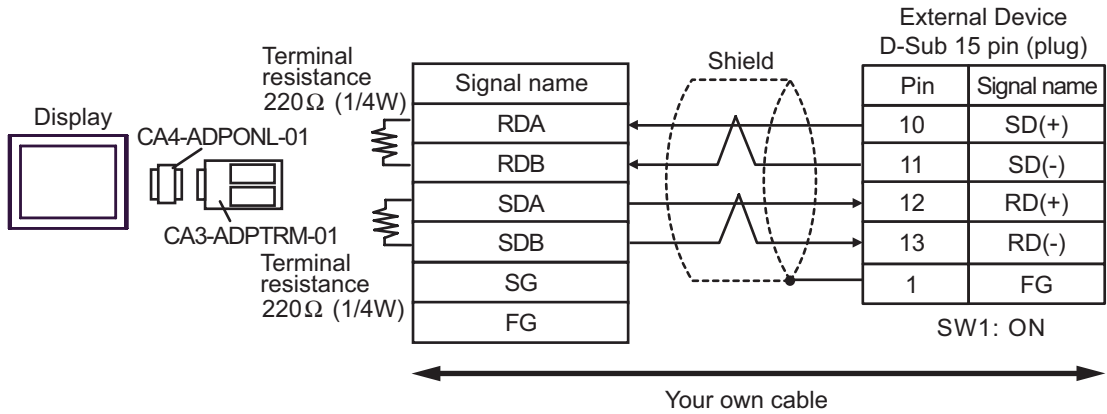 External Device
D-Sub 15 pin (plug)
Terminal
resistance
220Ω (1/4W)
Shield
Display
CA4-ADPONL-01
CA3-ADPTRM-01
Terminal
resistance
220Ω (1/4W)
Signal name
RDA
RDB
SDA
SDB
SG
FG
Pin Signal name
10 SD(+)
11 SD(-)
12 RD(+)
13 RD(-)
1 FG
SW1: ON
Your own cable